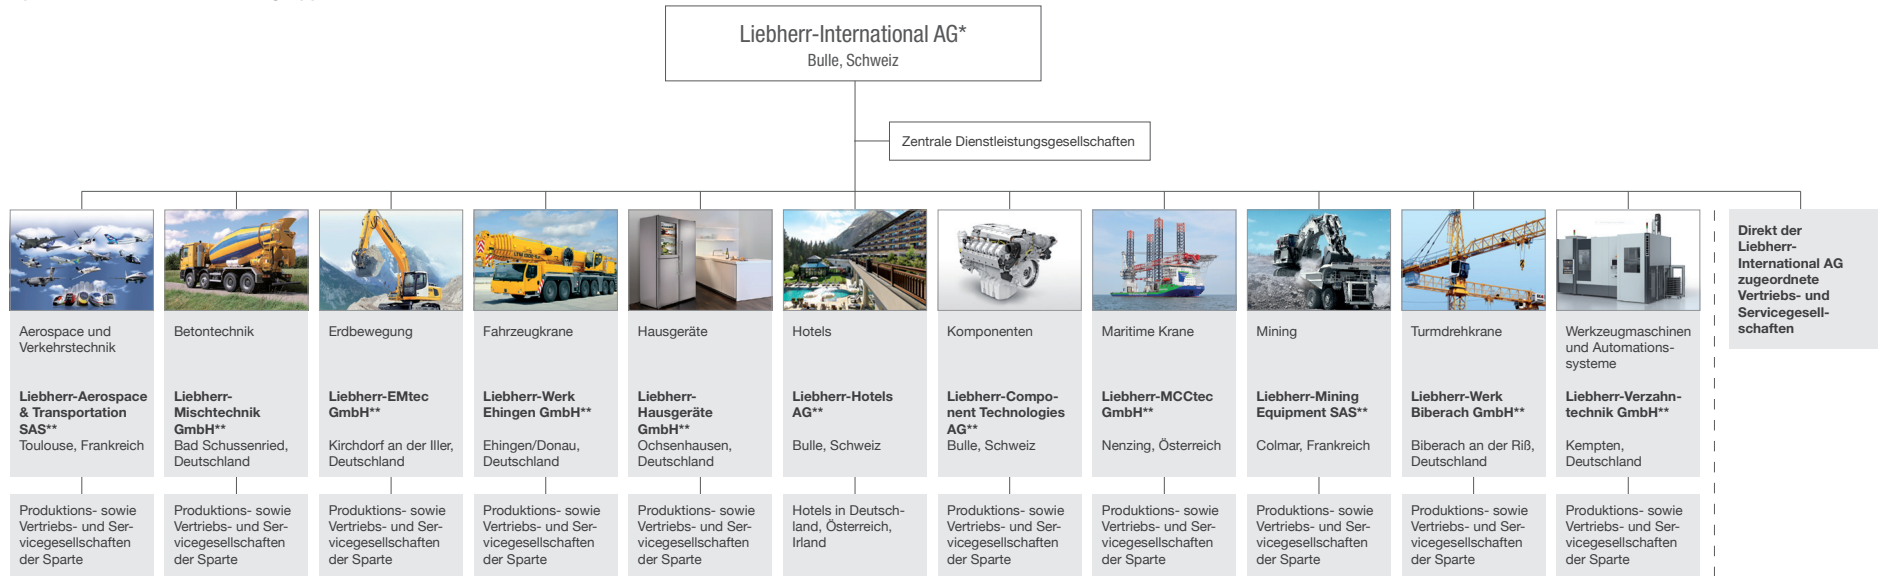 Liebherr-International AG*
Bulle, Schweiz
Zentrale Dienstleistungsgesellschaften
Aerospace und
Verkehrstechnik
Liebherr-Aerospace
& Transportation
SAS**
Toulouse, Frankreich
Produktions- sowie
Vertriebs- und Ser-
vicegesellschaften
der Sparte
Betontechnik
Liebherr-
Mischtechnik
GmbH**
Bad Schussenried,
Deutschland
Produktions- sowie
Vertriebs- und Ser-
vicegesellschaften
der Sparte
Erdbewegung
Liebherr-EMtec
GmbH**
Kirchdorf an der Iller,
Deutschland
Produktions- sowie
Vertriebs- und Ser-
vicegesellschaften
der Sparte
Fahrzeugkrane
Liebherr-Werk
Ehingen GmbH**
Ehingen/Donau,
Deutschland
Produktions- sowie
Vertriebs- und Ser-
vicegesellschaften
der Sparte
Hausgeräte
Liebherr-
Hausgeräte
GmbH**
Ochsenhausen,
Deutschland
Produktions- sowie
Vertriebs- und Ser-
vicegesellschaften
der Sparte
Hotels
Liebherr-Hotels
AG**
Bulle, Schweiz
Hotels in Deutsch-
land, Österreich,
Irland
Komponenten
Liebherr-Compo-
nent Technologies
AG**
Bulle, Schweiz
Produktions- sowie
Vertriebs- und Ser-
vicegesellschaften
der Sparte
Maritime Krane
Liebherr-MCCtec
GmbH**
Nenzing, Österreich
Produktions- sowie
Vertriebs- und Ser-
vicegesellschaften
der Sparte
Mining
Liebherr-Mining
Equipment SAS**
Colmar, Frankreich
Produktions- sowie
Vertriebs- und Ser-
vicegesellschaften
der Sparte
Turmdrehkrane
Liebherr-Werk
Biberach GmbH**
Biberach an der Riß,
Deutschland
Produktions- sowie
Vertriebs- und Ser-
vicegesellschaften
der Sparte
Werkzeugmaschinen
und Automations-
systeme
Liebherr-Verzahn-
technik GmbH**
Kempten,
Deutschland
Produktions- sowie
Vertriebs- und Ser-
vicegesellschaften
der Sparte
Direkt der
Liebherr-
International AG
zugeordnete
Vertriebs- und
Servicegesell-
schaften